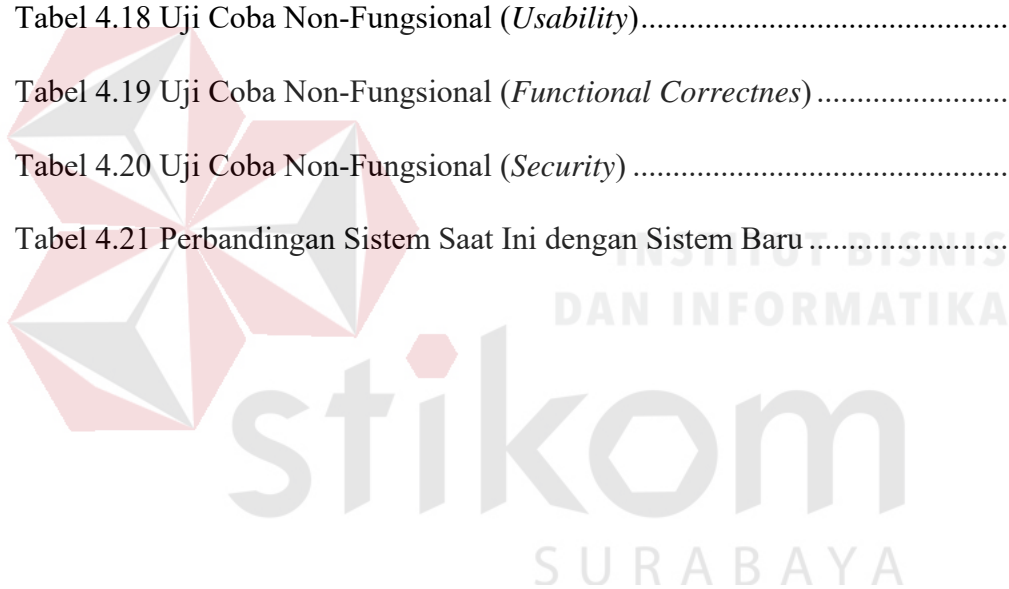 Tabel 4.18 Uji Coba Non-Fungsional (Usability)..............................................
Tabel 4.19 Uji Coba Non-Fungsional (Functional Correctnes) ........................
Tabel 4.20 Uji Coba Non-Fungsional (Security) ...............................................
Tabel 4.21 Perbandingan Sistem Saat Ini dengan Sistem Baru .........................
INSTITUT BISNIS
DAN INFORMATIKA
stikom
SURABAYA